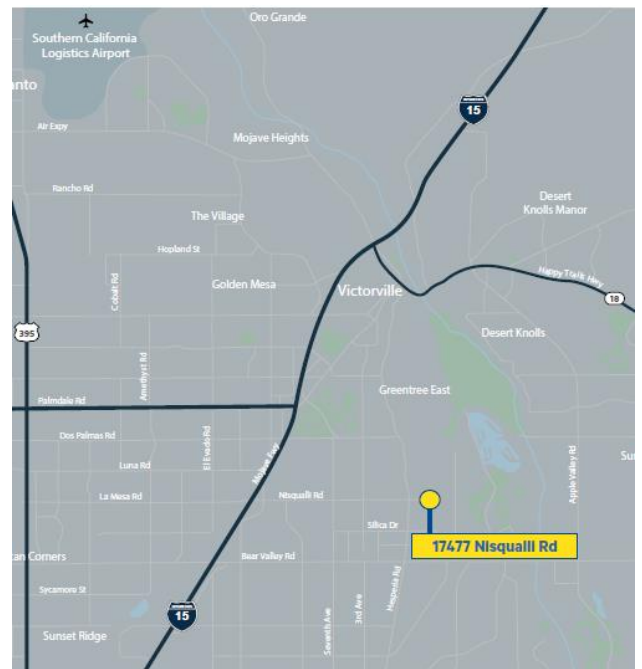 Oro Grande
Southern California
Logistics Airport
anto
15
Air Expy
Mojave Heights
Rancho Rd
Desert
Knolls Manor
The Village
Hopland St
Happy Trails Hwy
Cobalt Rd
Golden Mesa
Victorville
18
395
Desert Knolls
Amethyst Rd
Greentree East
Palmdale Rd
Dos Palmas Rd
El Evado Rd
Mojave Fwy
Apple Valley Rd
Sun
Luna Rd
La Mesa Rd
Nisqualli Rd
Silica Dr
17477 Nisqualli Rd
can Corners
Bear Valley Rd
Hesperia Rd
Sycamore St
3rd Ave
Seventh Ave
15
Sunset Ridge